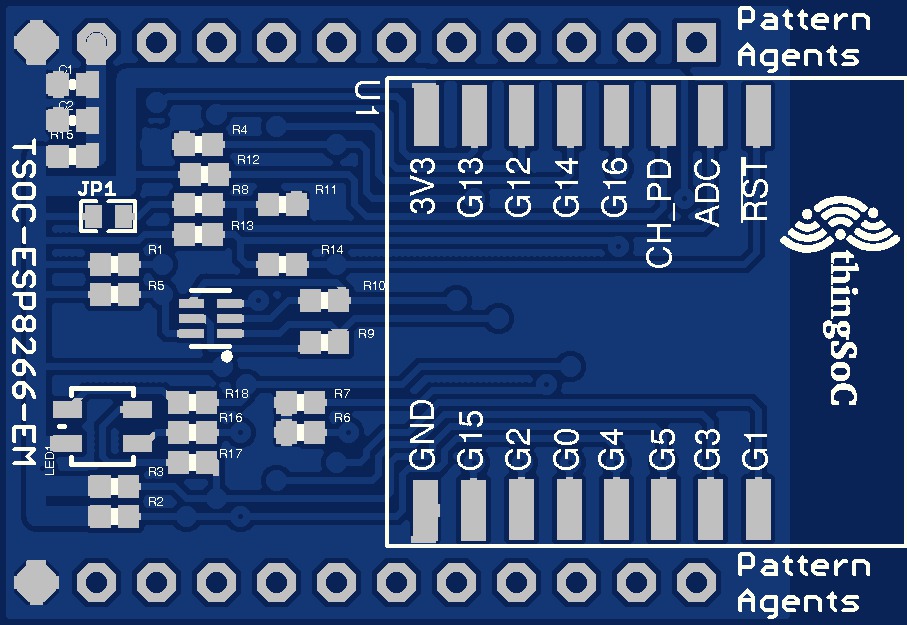 Pattern
Agents
C1
C2
R15
JP1
R1
R5
R4
R12
R8
R13
R11
R14
R10
R9
R18
R16
R17
R7
R6
R3
R2
LED1
TSOC-ESP8266-EM
U1
3V3
G13
G12
G14
G16
CH_PD
ADC
RST
GND
G15
G2
G0
G4
G5
G3
G1
thingSoC
Pattern
Agents